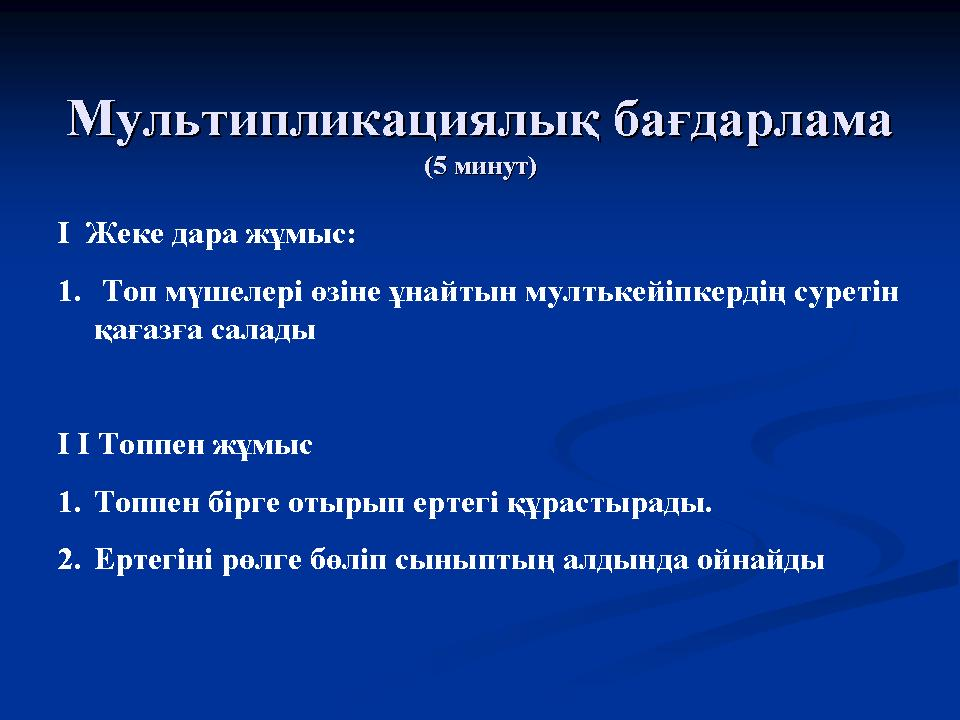 Мультипликациялық бағдарлама
(5 минут)
І Жеке дара жұмыс:
1. Топ мүшелері өзіне ұнайтын мултькейіпкердің суретін
қағазға салады
І І Топпен жұмыс
1. Топпен бірге отырып ертегі құрастырады.
2. Ертегіні рөлге бөліп сыныптың алдында ойнайды